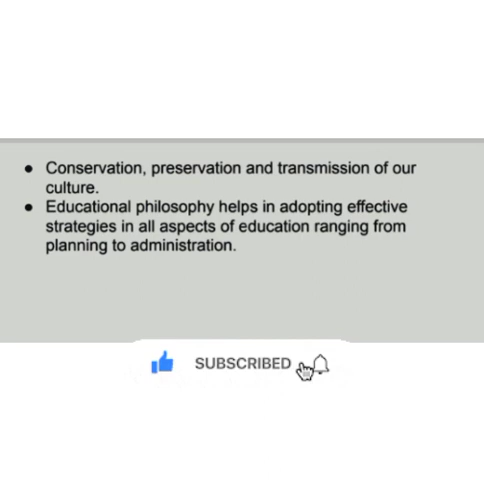 ● Conservation, preservation and transmission of our
culture.
● Educational philosophy helps in adopting effective
strategies in all aspects of education ranging from
planning to administration.
SUBSCRIBED